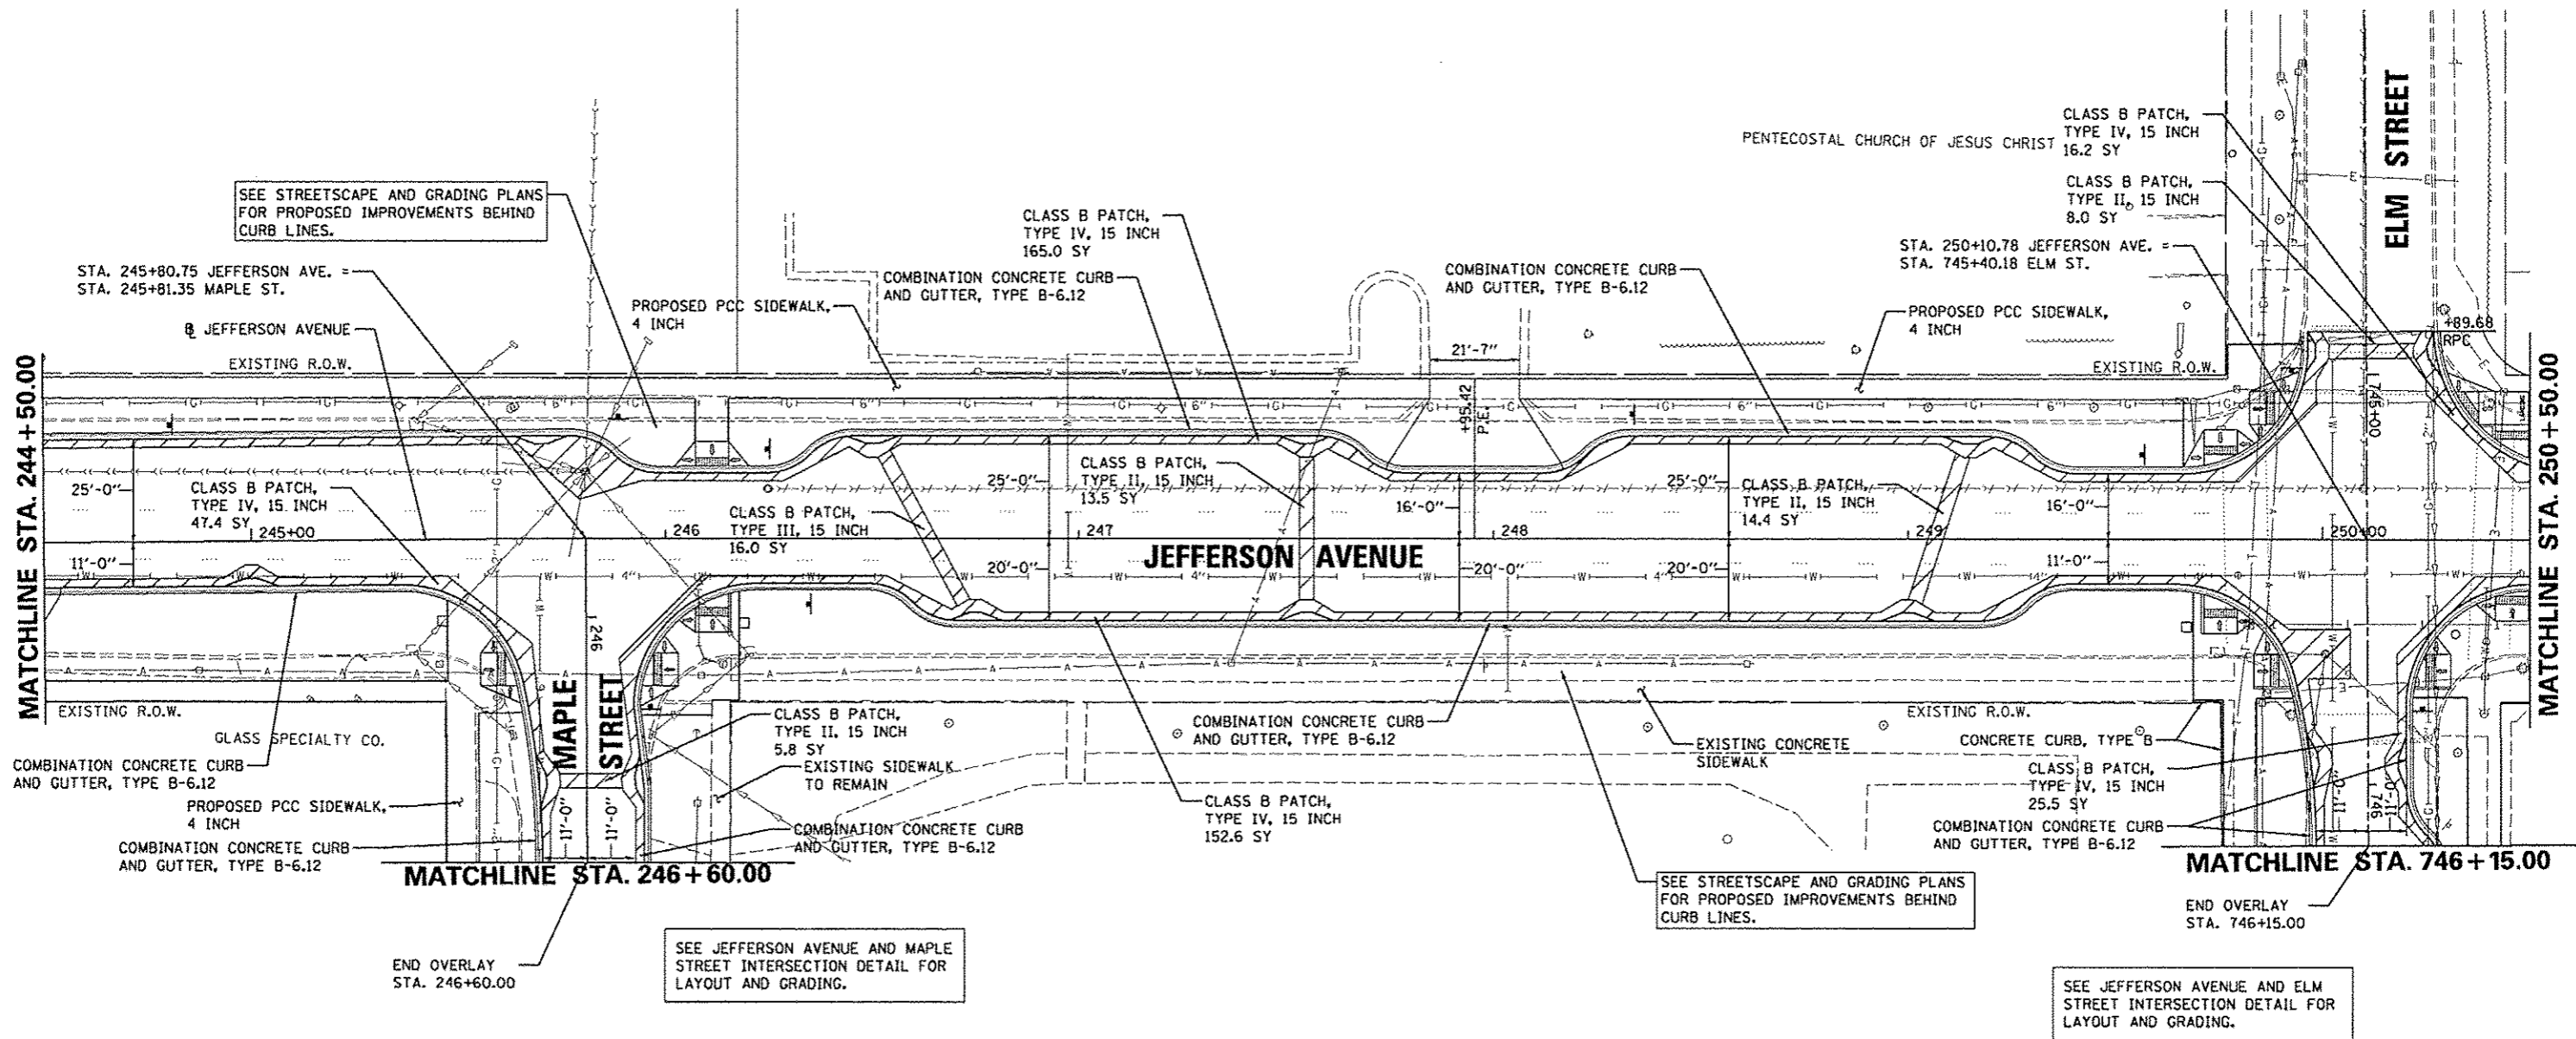 MATCHLINE STA. 244+50.00
SEE STREETSCAPE AND GRADING PLANS
FOR PROPOSED IMPROVEMENTS BEHIND
CURB LINES.
STA. 245+80.75 JEFFERSON AVE. =
STA. 245+81.35 MAPLE ST.
℄ JEFFERSON AVENUE
EXISTING R.O.W.
PROPOSED PCC SIDEWALK,
4 INCH
COMBINATION CONCRETE CURB
AND GUTTER, TYPE B-6.12
CLASS B PATCH,
TYPE IV, 15 INCH
165.0 SY
COMBINATION CONCRETE CURB
AND GUTTER, TYPE B-6.12
21'-7"
+95.42
P.E.
PENTECOSTAL CHURCH OF JESUS CHRIST
CLASS B PATCH,
TYPE IV, 15 INCH
16.2 SY
CLASS B PATCH,
TYPE II, 15 INCH
8.0 SY
STA. 250+10.78 JEFFERSON AVE. =
STA. 745+40.18 ELM ST.
PROPOSED PCC SIDEWALK,
4 INCH
EXISTING R.O.W.
ELM STREET
+89.68
RPC
745+00
MATCHLINE STA. 250+50.00
25'-0"
11'-0"
CLASS B PATCH,
TYPE IV, 15 INCH
47.4 SY
245+00
246
CLASS B PATCH,
TYPE III, 15 INCH
16.0 SY
25'-0"
20'-0"
247
CLASS B PATCH,
TYPE II, 15 INCH
13.5 SY
JEFFERSON AVENUE
16'-0"
20'-0"
248
25'-0"
20'-0"
CLASS B PATCH,
TYPE II, 15 INCH
14.4 SY
249
16'-0"
11'-0"
250+00
246
MAPLE
STREET
EXISTING R.O.W.
GLASS SPECIALTY CO.
COMBINATION CONCRETE CURB
AND GUTTER, TYPE B-6.12
PROPOSED PCC SIDEWALK,
4 INCH
COMBINATION CONCRETE CURB
AND GUTTER, TYPE B-6.12
11'-0"
11'-0"
CLASS B PATCH,
TYPE II, 15 INCH
5.8 SY
EXISTING SIDEWALK
TO REMAIN
COMBINATION CONCRETE CURB
AND GUTTER, TYPE B-6.12
MATCHLINE STA. 246+60.00
END OVERLAY
STA. 246+60.00
SEE JEFFERSON AVENUE AND MAPLE
STREET INTERSECTION DETAIL FOR
LAYOUT AND GRADING.
COMBINATION CONCRETE CURB
AND GUTTER, TYPE B-6.12
CLASS B PATCH,
TYPE IV, 15 INCH
152.6 SY
EXISTING CONCRETE
SIDEWALK
SEE STREETSCAPE AND GRADING PLANS
FOR PROPOSED IMPROVEMENTS BEHIND
CURB LINES.
EXISTING R.O.W.
CONCRETE CURB, TYPE B
CLASS B PATCH,
TYPE IV, 15 INCH
25.5 SY
COMBINATION CONCRETE CURB
AND GUTTER, TYPE B-6.12
11'-0"
746
11'-0"
MATCHLINE STA. 746+15.00
END OVERLAY
STA. 746+15.00
SEE JEFFERSON AVENUE AND ELM
STREET INTERSECTION DETAIL FOR
LAYOUT AND GRADING.